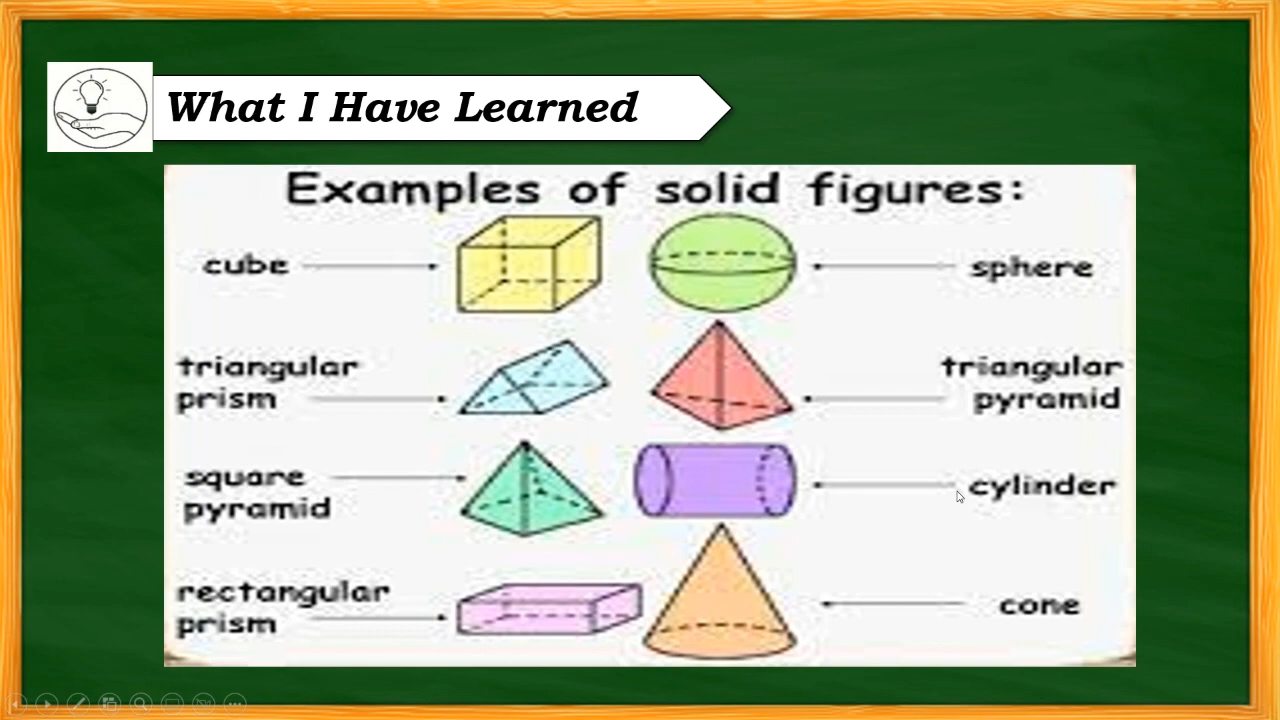 What I Have Learned
Examples of solid figures:
cube
sphere
triangular
prism
triangular
pyramid
square
pyramid
cylinder
rectangular
prism
cone